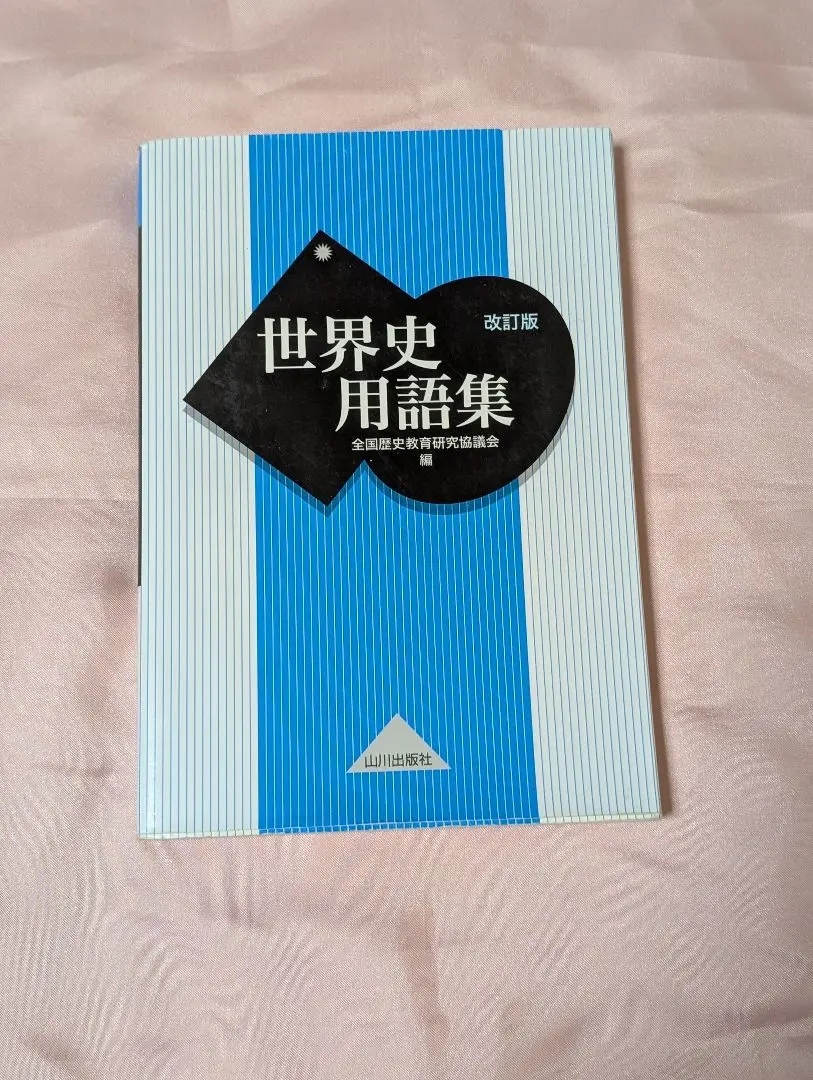 改訂版
世界史
用語集
全国歴史教育研究協議会
編
山川出版社